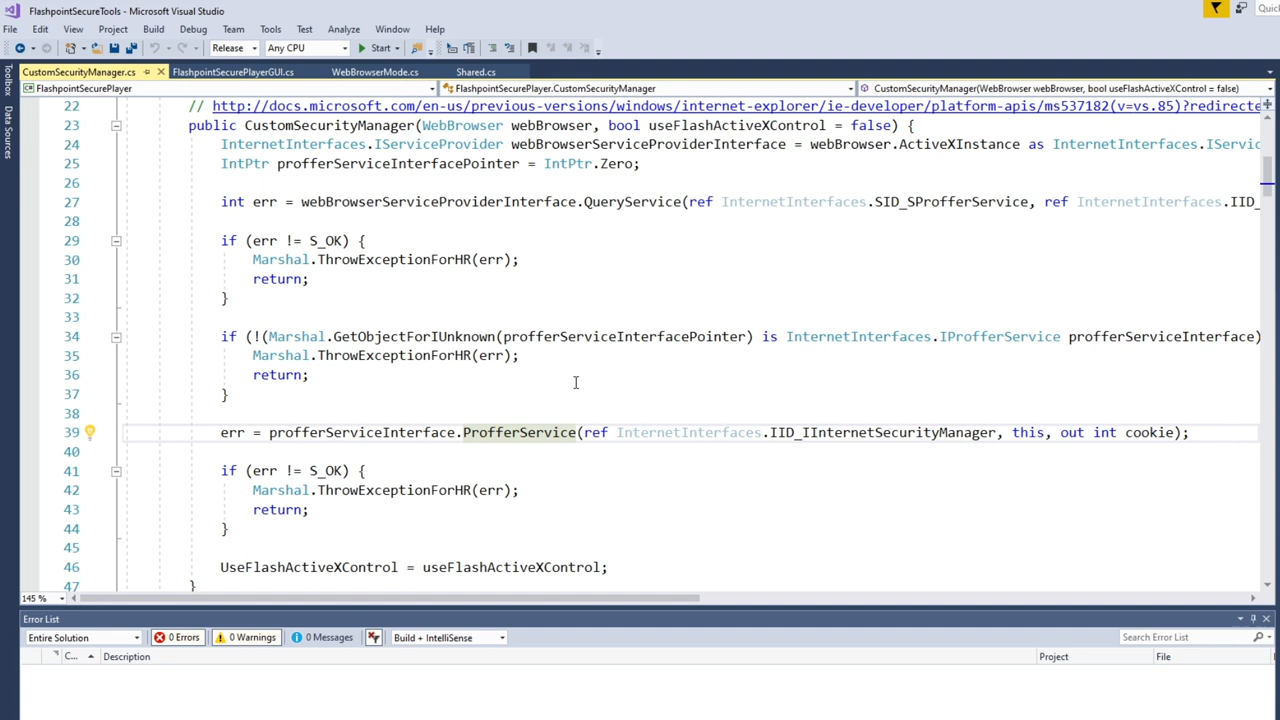 FlashpointSecureTools - Microsoft Visual Studio
Quic
File Edit View Project Build Debug Team Tools Test Analyze Window Help
Release Any CPU Start
Toolbox
Data Sources
CustomSecurityManager.cs FlashpointSecurePlayerGUI.cs WebBrowserMode.cs Shared.cs
FlashpointSecurePlayer FlashpointSecurePlayer.CustomSecurityManager CustomSecurityManager(WebBrowser webBrowser, bool useFlashActiveXControl = false)
22 // http://docs.microsoft.com/en-us/previous-versions/windows/internet-explorer/ie-developer/platform-apis/ms537182(v=vs.85)?redirecte
23 public CustomSecurityManager(WebBrowser webBrowser, bool useFlashActiveXControl = false) {
24 InternetInterfaces.IServiceProvider webBrowserServiceProviderInterface = webBrowser.ActiveXInstance as InternetInterfaces.IServic
25 IntPtr profferServiceInterfacePointer = IntPtr.Zero;
26
27 int err = webBrowserServiceProviderInterface.QueryService(ref InternetInterfaces.SID_SProfferService, ref InternetInterfaces.IID_
28
29 if (err != S_OK) {
30 Marshal.ThrowExceptionForHR(err);
31 return;
32 }
33
34 if (!(Marshal.GetObjectForIUnknown(profferServiceInterfacePointer) is InternetInterfaces.IProfferService profferServiceInterface)
35 Marshal.ThrowExceptionForHR(err);
36 return;
37 }
38
39 err = profferServiceInterface.ProfferService(ref InternetInterfaces.IID_IInternetSecurityManager, this, out int cookie);
40
41 if (err != S_OK) {
42 Marshal.ThrowExceptionForHR(err);
43 return;
44 }
45
46 UseFlashActiveXControl = useFlashActiveXControl;
47 }
145 %
Error List
Entire Solution 0 Errors 0 Warnings 0 Messages Build + IntelliSense Search Error List
C... Description Project File